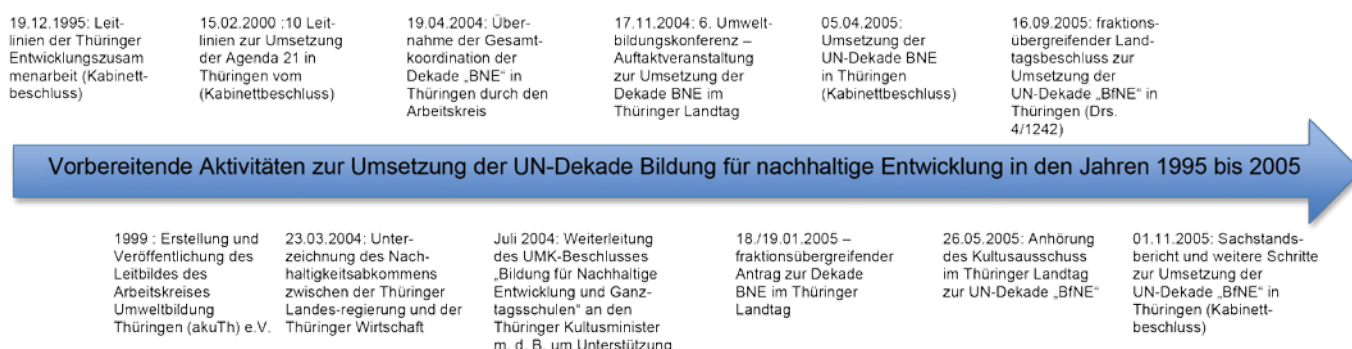 19.12.1995: Leit-
linien der Thüringer
Entwicklungszusam
menarbeit (Kabinett-
beschluss)
15.02.2000 :10 Leit-
linien zur Umsetzung
der Agenda 21 in
Thüringen vom
(Kabinettbeschluss)
19.04.2004: Über-
nahme der Gesamt-
koordination der
Dekade „BNE“ in
Thüringen durch den
Arbeitskreis
17.11.2004: 6. Umwelt-
bildungskonferenz –
Auftaktveranstaltung
zur Umsetzung der
Dekade BNE im
Thüringer Landtag
05.04.2005:
Umsetzung der
UN-Dekade BNE
in Thüringen
(Kabinettbeschluss)
16.09.2005: fraktions-
übergreifender Land-
tagsbeschluss zur
Umsetzung der
UN-Dekade „BfNE“ in
Thüringen (Drs.
4/1242)
Vorbereitende Aktivitäten zur Umsetzung der UN-Dekade Bildung für nachhaltige Entwicklung in den Jahren 1995 bis 2005
1999 : Erstellung und
Veröffentlichung des
Leitbildes des
Arbeitskreises
Umweltbildung
Thüringen (akuTh) e.V.
23.03.2004: Unter-
zeichnung des Nach-
haltigkeitsabkommens
zwischen der Thüringer
Landes-regierung und der
Thüringer Wirtschaft
Juli 2004: Weiterleitung
des UMK-Beschlusses
„Bildung für Nachhaltige
Entwicklung und Ganz-
tagsschulen“ an den
Thüringer Kultusminister
m. d. B. um Unterstützung
18./19.01.2005 –
fraktionsübergreifender
Antrag zur Dekade
BNE im Thüringer
Landtag
26.05.2005: Anhörung
des Kultusausschuss
im Thüringer Landtag
zur UN-Dekade „BfNE“
01.11.2005: Sachstands-
bericht und weitere Schritte
zur Umsetzung der
UN-Dekade „BfNE“ in
Thüringen (Kabinett-
beschluss)